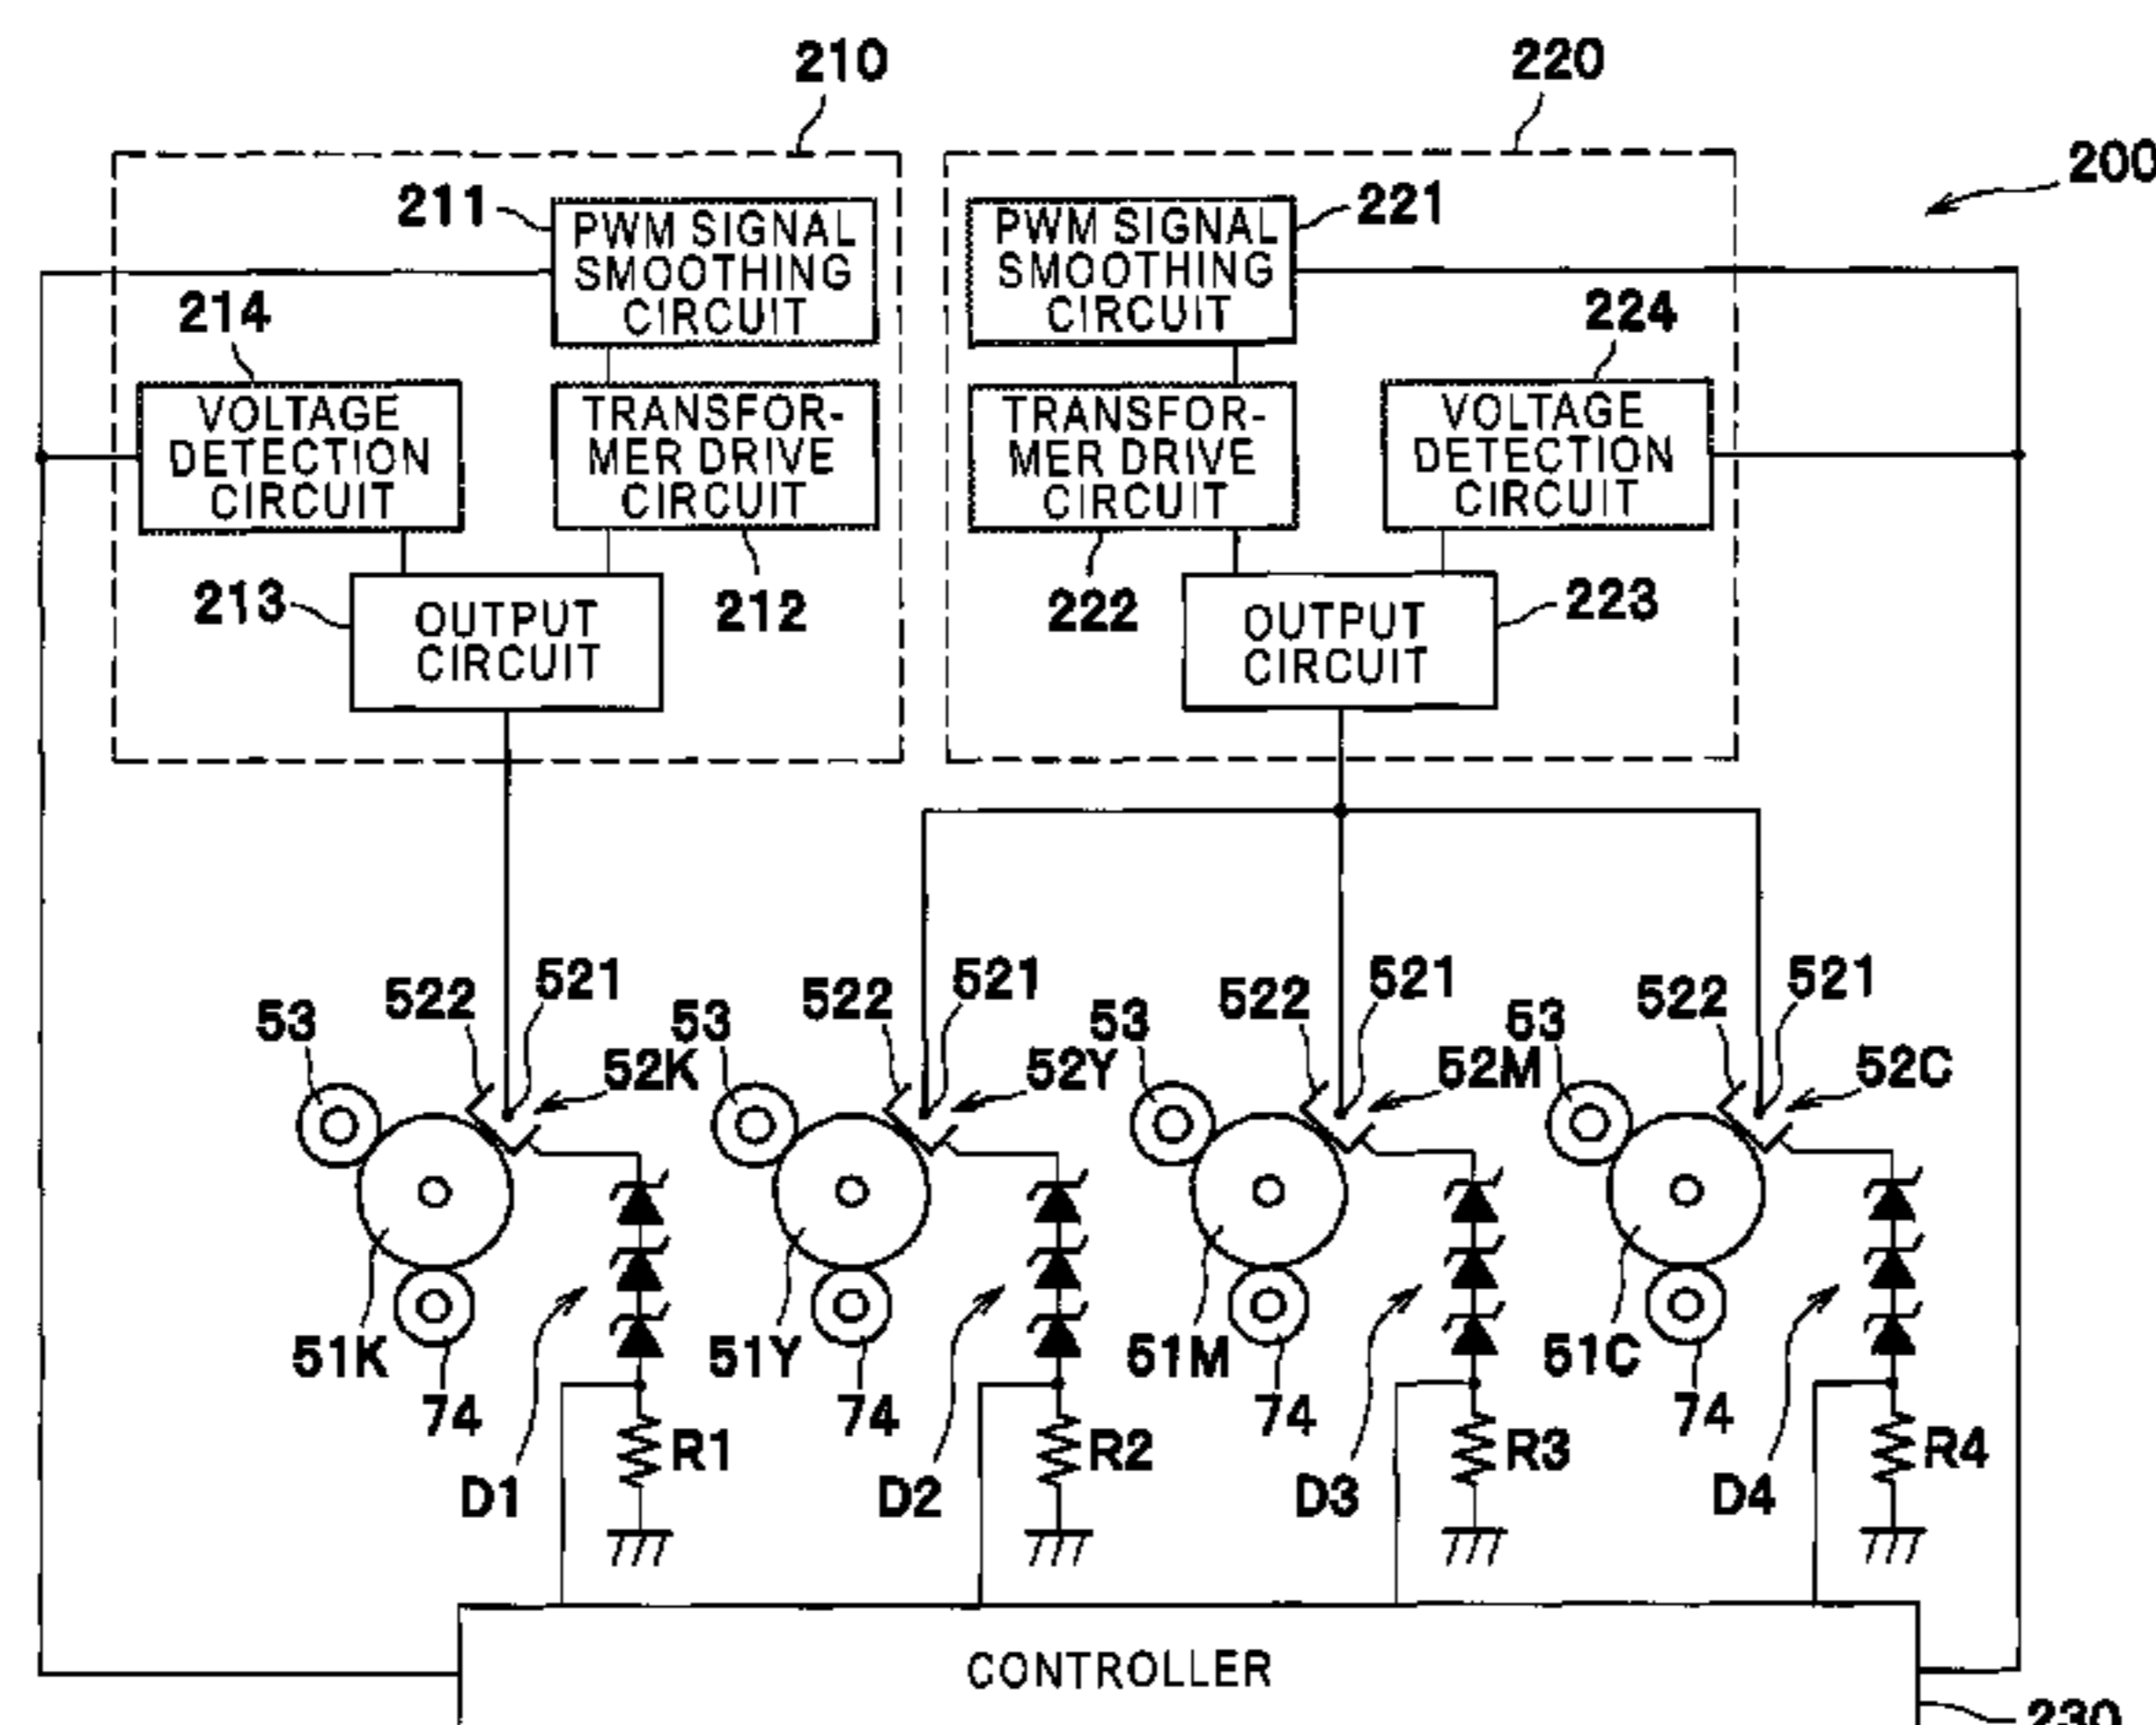 210
220
200
211
PWM SIGNAL
SMOOTHING
CIRCUIT
PWM SIGNAL
SMOOTHING
CIRCUIT
221
214
224
VOLTAGE
DETECTION
CIRCUIT
TRANSFOR-
MER DRIVE
CIRCUIT
TRANSFOR-
MER DRIVE
CIRCUIT
VOLTAGE
DETECTION
CIRCUIT
213
OUTPUT
CIRCUIT
212
222
OUTPUT
CIRCUIT
223
53
522
521
52K
53
522
521
52Y
53
522
521
52M
53
522
521
52C
51K
74
D1
R1
51Y
74
D2
R2
51M
74
D3
R3
51C
74
D4
R4
CONTROLLER
230